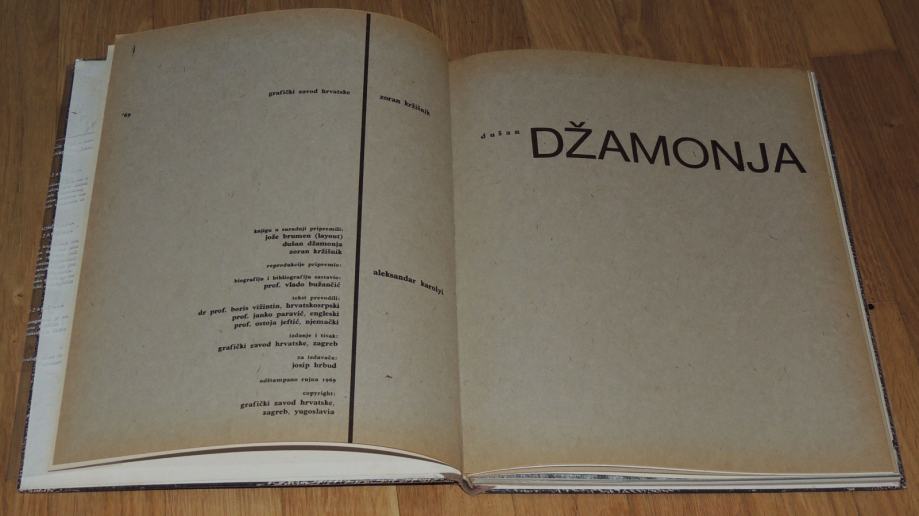 grafički zavod hrvatske
'69
zoran kržišnik
knjigu u suradnji pripremili:
jože brumen (layout)
dušan džamonja
zoran kržišnik
reprodukcije pripremio:
aleksandar karolyi
biografiju i bibliografiju sastavio:
prof. vlado bužančić
tekst prevodili:
dr prof. boris vižintin, hrvatskosrpski
prof. janko paravić, engleski
prof. ostoja jeftić, njemački
izdanje i tisak:
grafički zavod hrvatske, zagreb
za izdavača:
josip hrbud
odštampano rujna 1969
copyright:
grafički zavod hrvatske,
zagreb, yugoslavia
dušan DŽAMONJA